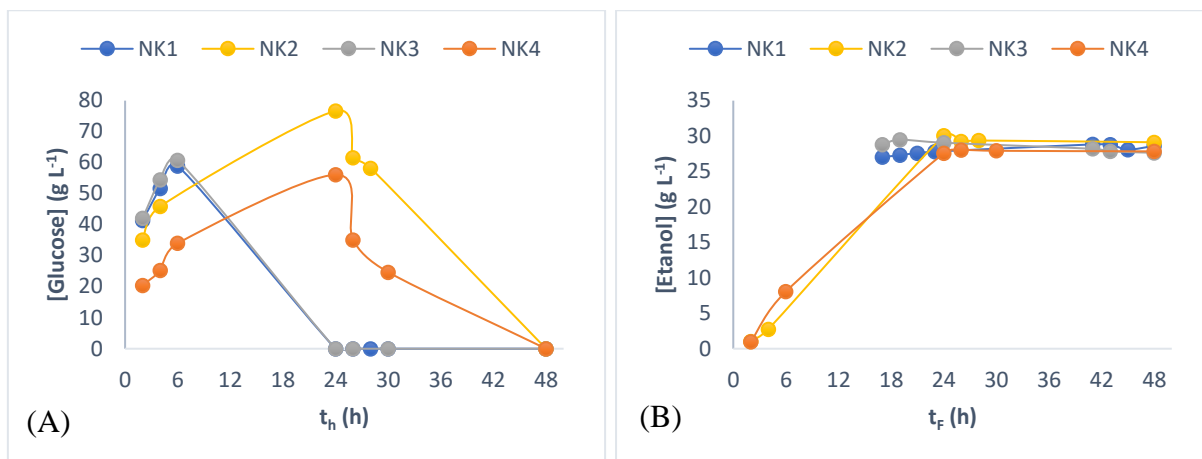 NK1 NK2 NK3 NK4
[Glucose] (g L-1)
80
70
60
50
40
30
20
10
0
0 6 12 18 24 30 36 42 48
th (h)
(A)
NK1 NK2 NK3 NK4
[Etanol] (g L-1)
35
30
25
20
15
10
5
0
0 6 12 18 24 30 36 42 48
tF (h)
(B)